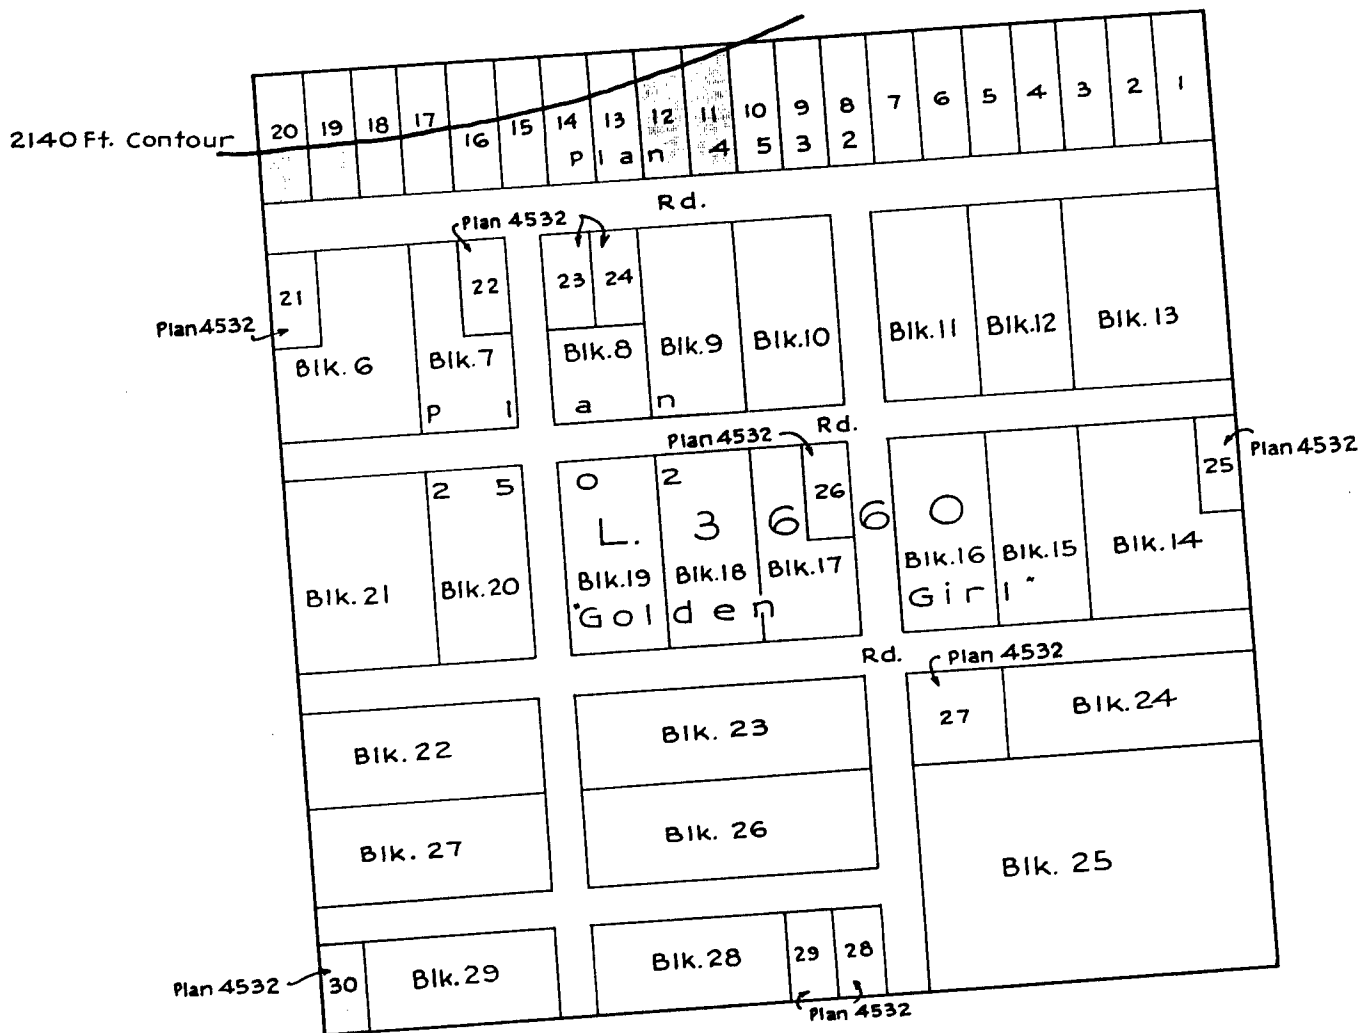 2140 Ft. Contour
20 19 18 17 16 15 14 13 12 11 10 9 8 7 6 5 4 3 2 1
Plan 4532
Rd.
Plan 4532
21 22 23 24
Plan 4532
Blk. 6 Blk. 7 Blk. 8 Blk. 9 Blk. 10 Blk. 11 Blk. 12 Blk. 13
Plan
Rd.
Plan 4532
Plan 4532
25
26
2502
L. 3660
Blk. 21 Blk. 20 Blk. 19 Blk. 18 Blk. 17 Blk. 16 Blk. 15 Blk. 14
"Golden Girl"
Rd.
Plan 4532
Blk. 22 Blk. 23 27 Blk. 24
Blk. 27 Blk. 26 Blk. 25
Plan 4532
30 Blk. 29 Blk. 28 29 28
Plan 4532